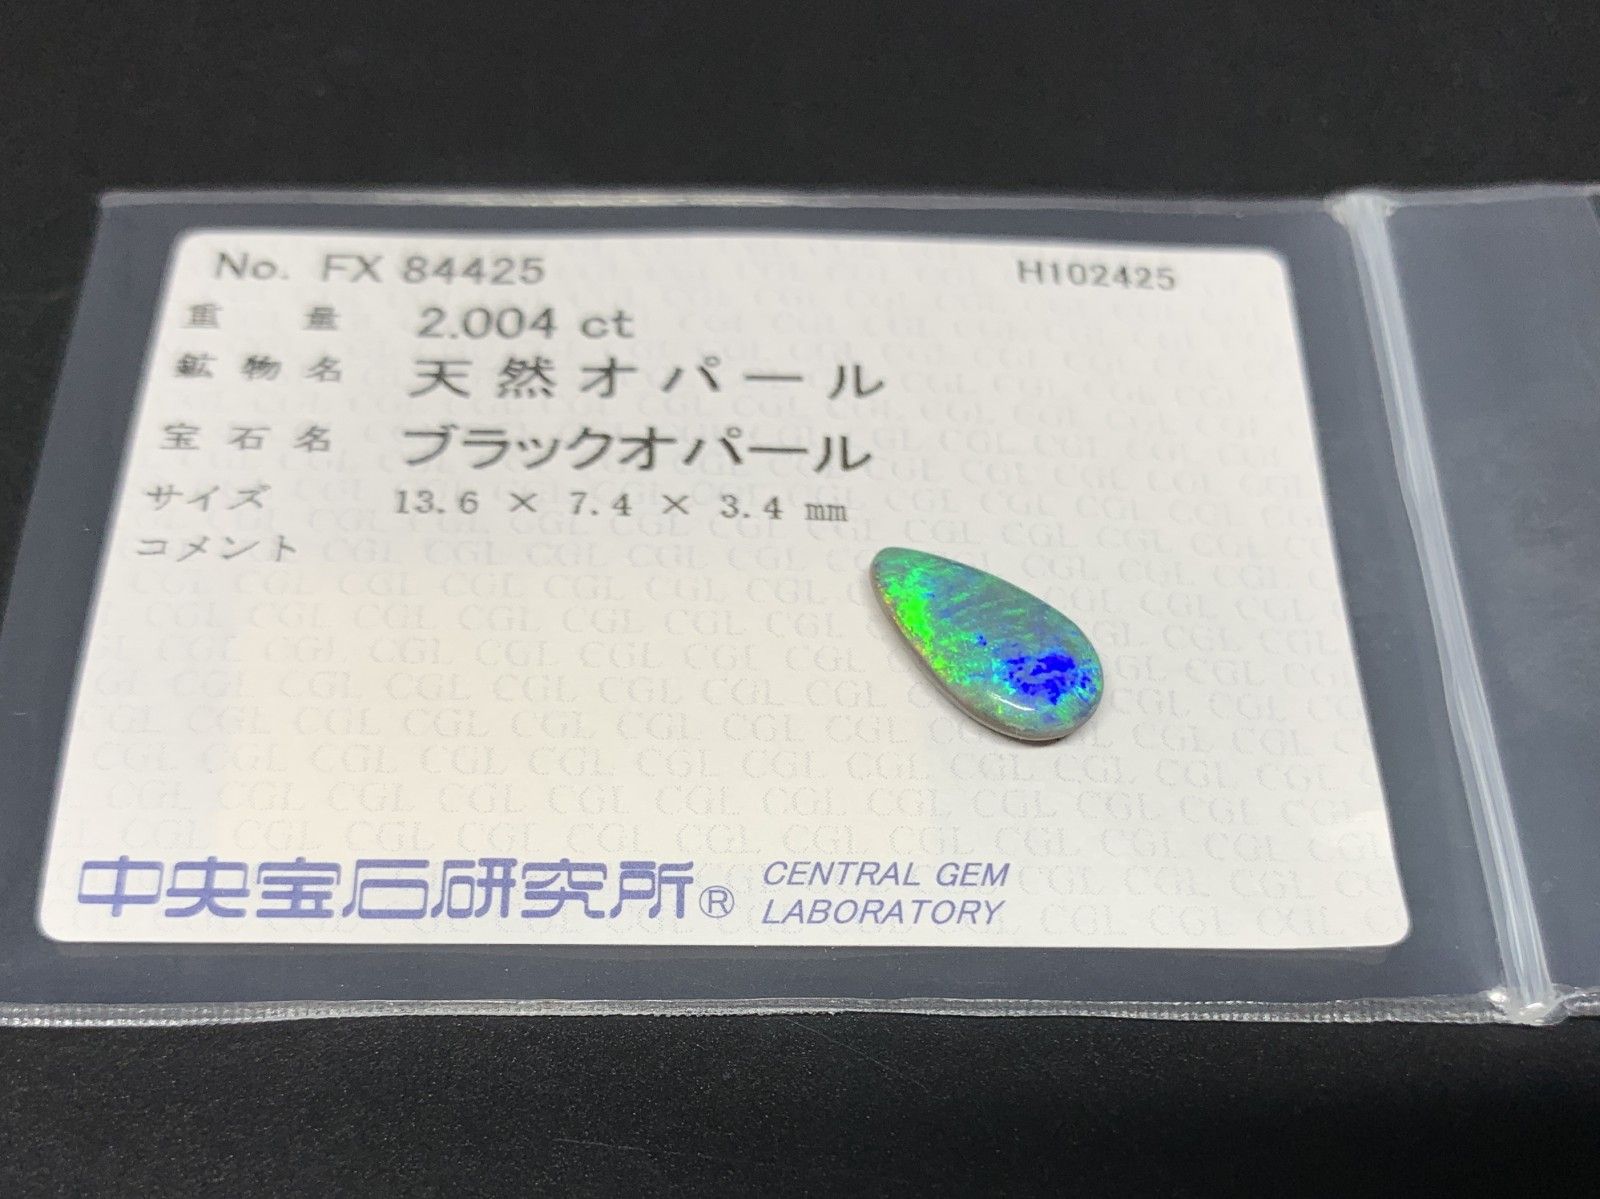 No. FX 84425 H102425
重量 2.004 ct
鉱物名 天然オパール
宝石名 ブラックオパール
サイズ 13.6 × 7.4 × 3.4 mm
コメント
中央宝石研究所® CENTRAL GEM
LABORATORY